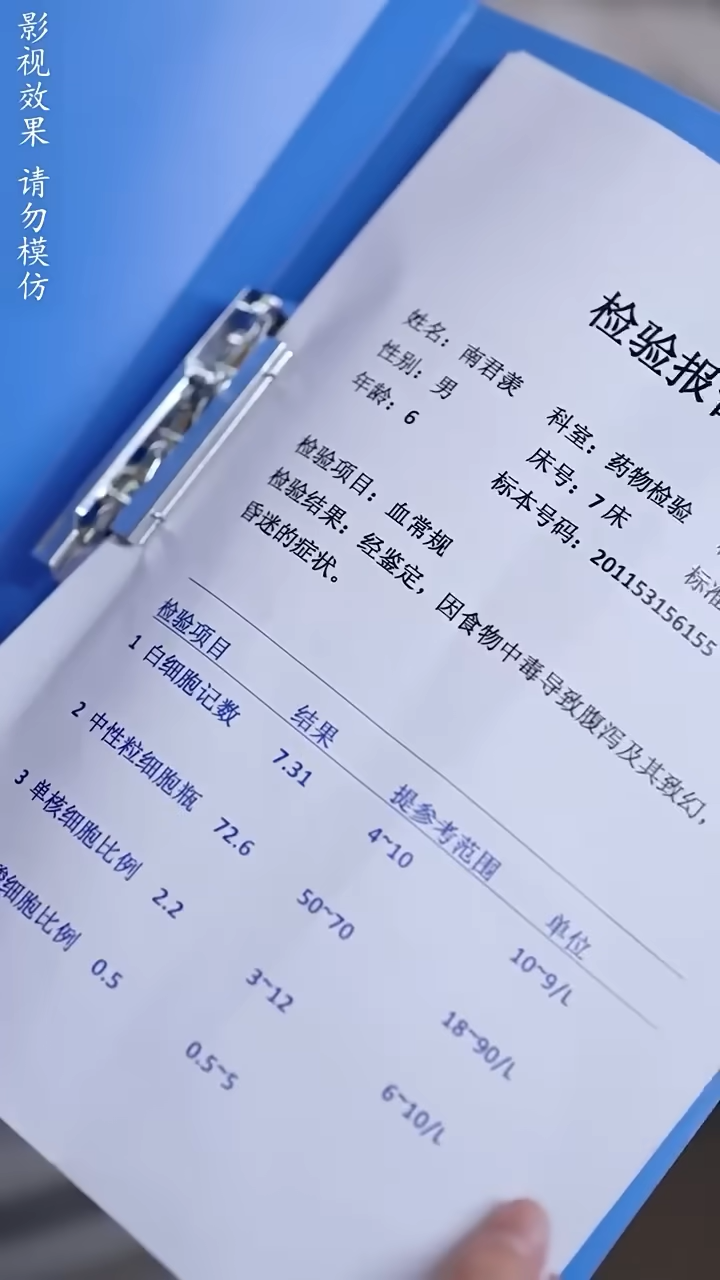 影视效果 请勿模仿
检验报
姓名：南君羡
科室：药物检验
性别：男
床号：7床
年龄：6
标本号码：201153156155
标准
检验项目：血常规
检验结果：经鉴定，因食物中毒导致腹泻及其致幻，
昏迷的症状。
检验项目 结果 提参考范围 单位
1 白细胞记数 7.31 4~10 10~9/L
2 中性粒细胞瓶 72.6 50~70 18~90/L
3 单核细胞比例 2.2 3~12 6~10/L
细胞比例 0.5 0.5~5